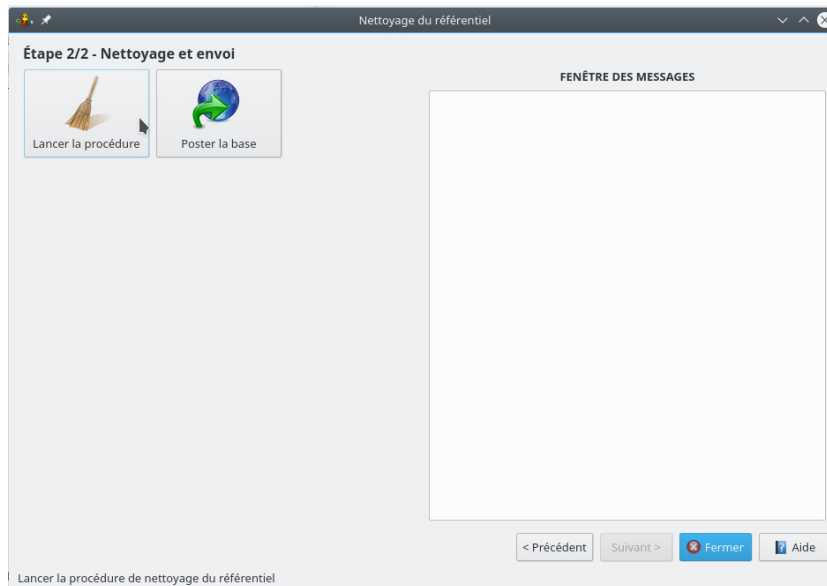 Nettoyage du référentiel
Étape 2/2 - Nettoyage et envoi
Lancer la procédure
Poster la base
FENÊTRE DES MESSAGES
< Précédent
Suivant >
Fermer
Aide
Lancer la procédure de nettoyage du référentiel